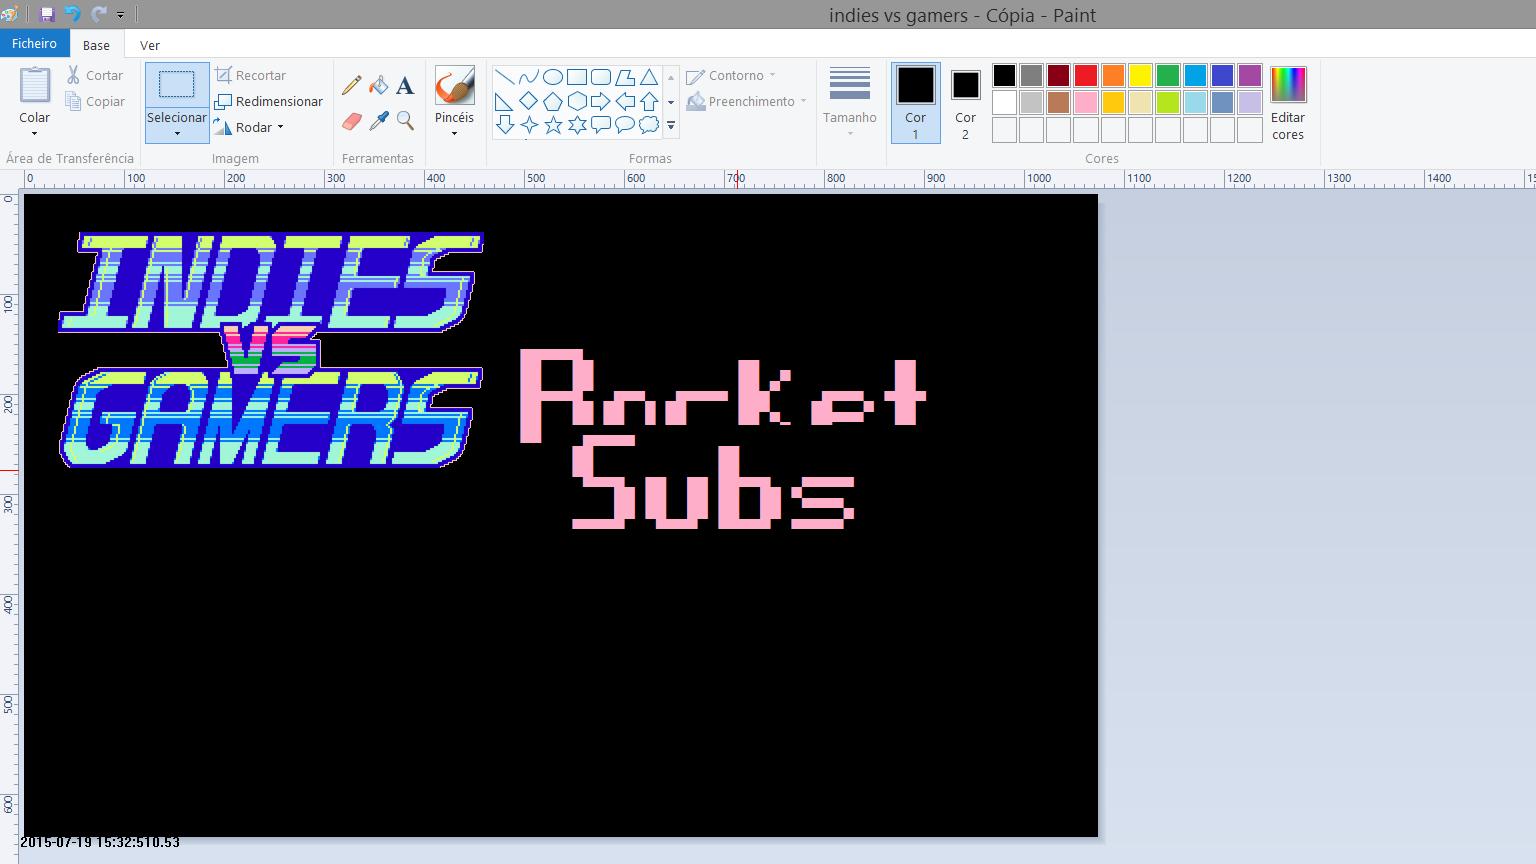 indies vs gamers - Cópia - Paint
Ficheiro Base Ver
Colar
Cortar
Copiar
Área de Transferência
Selecionar
Recortar
Redimensionar
Rodar
Imagem
A
Ferramentas
Pincéis
Contorno
Preenchimento
Formas
Tamanho
Cor 1
Cor 2
Editar cores
Cores
0 100 200 300 400 500 600 700 800 900 1000 1100 1200 1300 1400
0
100
200
300
400
500
600
INDIES
VS
GAMERS
Subs
2015-07-19 15:32:510.53